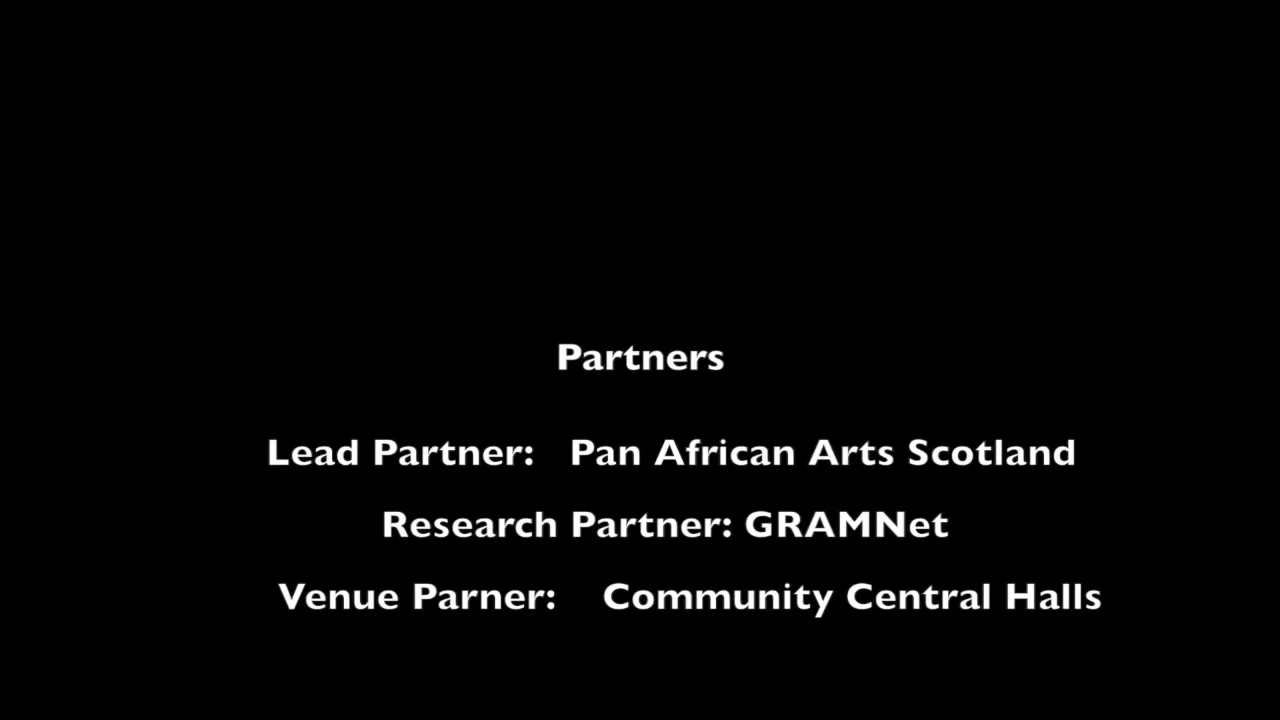 Partners
Lead Partner: Pan African Arts Scotland
Research Partner: GRAMNet
Venue Parner: Community Central Halls